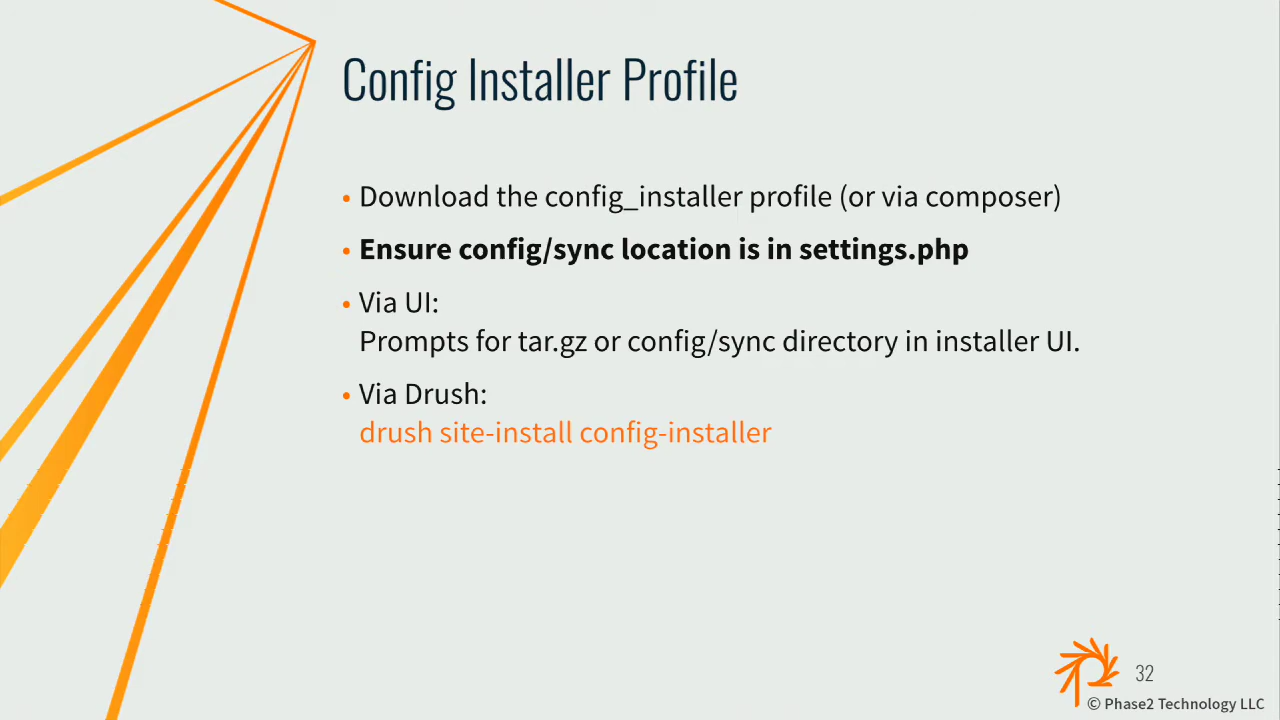 Config Installer Profile
• Download the config_installer profile (or via composer)
• Ensure config/sync location is in settings.php
• Via UI:
Prompts for tar.gz or config/sync directory in installer UI.
• Via Drush:
drush site-install config-installer
32
© Phase2 Technology LLC